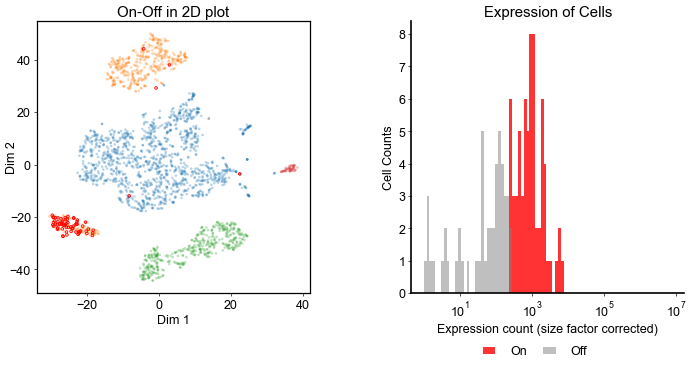 On-Off in 2D plot
40
20
0
−20
−40
Dim 2
−20
0
20
40
Dim 1
Expression of Cells
8
7
6
5
4
3
2
1
0
Cell Counts
10^1
10^3
10^5
10^7
Expression count (size factor corrected)
On
Off